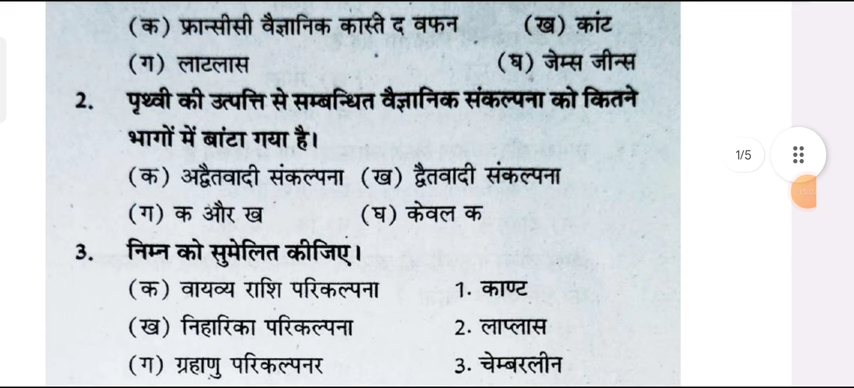 (क) फ्रान्सीसी वैज्ञानिक कास्ते द वफन (ख) कांट
(ग) लाटलास (घ) जेम्स जीन्स
2. पृथ्वी की उत्पत्ति से सम्बन्धित वैज्ञानिक संकल्पना को कितने
भागों में बांटा गया है।
(क) अद्वैतवादी संकल्पना (ख) द्वैतवादी संकल्पना
1/5
(ग) क और ख (घ) केवल क
3. निम्न को सुमेलित कीजिए।
(क) वायव्य राशि परिकल्पना 1. काण्ट
(ख) निहारिका परिकल्पना 2. लाप्लास
(ग) ग्रहाणु परिकल्पनर 3. चेम्बरलीन